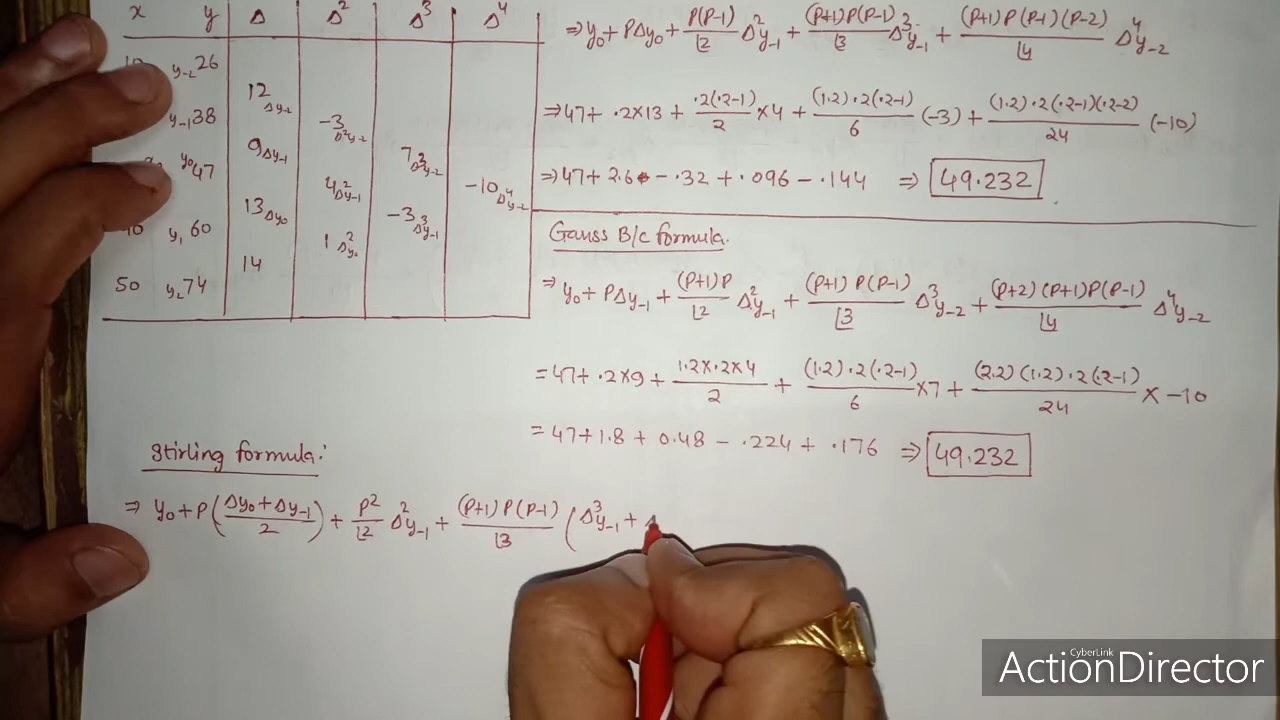 x y Δ Δ² Δ³ Δ⁴
y₋₂ 26
12 Δy₋₂
y₋₁ 38 -3 Δ²y₋₂
9 Δy₋₁ 7 Δ³y₋₂
y₀ 47 4 Δ²y₋₁ -10 Δ⁴y₋₂
13 Δy₀ -3 Δ³y₋₁
y₁ 60 1 Δ²y₀
14
50 y₂ 74
⇒ y₀ + PΔy₀ + P(P-1)/⌊2 Δ²y₋₁ + (P+1)P(P-1)/⌊3 Δ³y₋₁ + (P+1)P(P-1)(P-2)/⌊4 Δ⁴y₋₂
⇒ 47 + .2×13 + .2(.2-1)/2 ×4 + (1.2).2(.2-1)/6 (-3) + (1.2).2(.2-1)(.2-2)/24 (-10)
⇒ 47 + 2.6 - .32 + .096 - .144 ⇒ 49.232
Gauss B/c formula.
⇒ y₀ + PΔy₋₁ + (P+1)P/⌊2 Δ²y₋₁ + (P+1)P(P-1)/⌊3 Δ³y₋₂ + (P+2)(P+1)P(P-1)/⌊4 Δ⁴y₋₂
= 47 + .2×9 + 1.2×.2×4/2 + (1.2).2(.2-1)/6 ×7 + (2.2)(1.2).2(.2-1)/24 × -10
= 47 + 1.8 + 0.48 - .224 + .176 ⇒ 49.232
Stirling formula:
⇒ y₀ + P(Δy₀ + Δy₋₁/2) + P²/⌊2 Δ²y₋₁ + (P+1)P(P-1)/⌊3 (Δ³y₋₁ +
CyberLink
ActionDirector